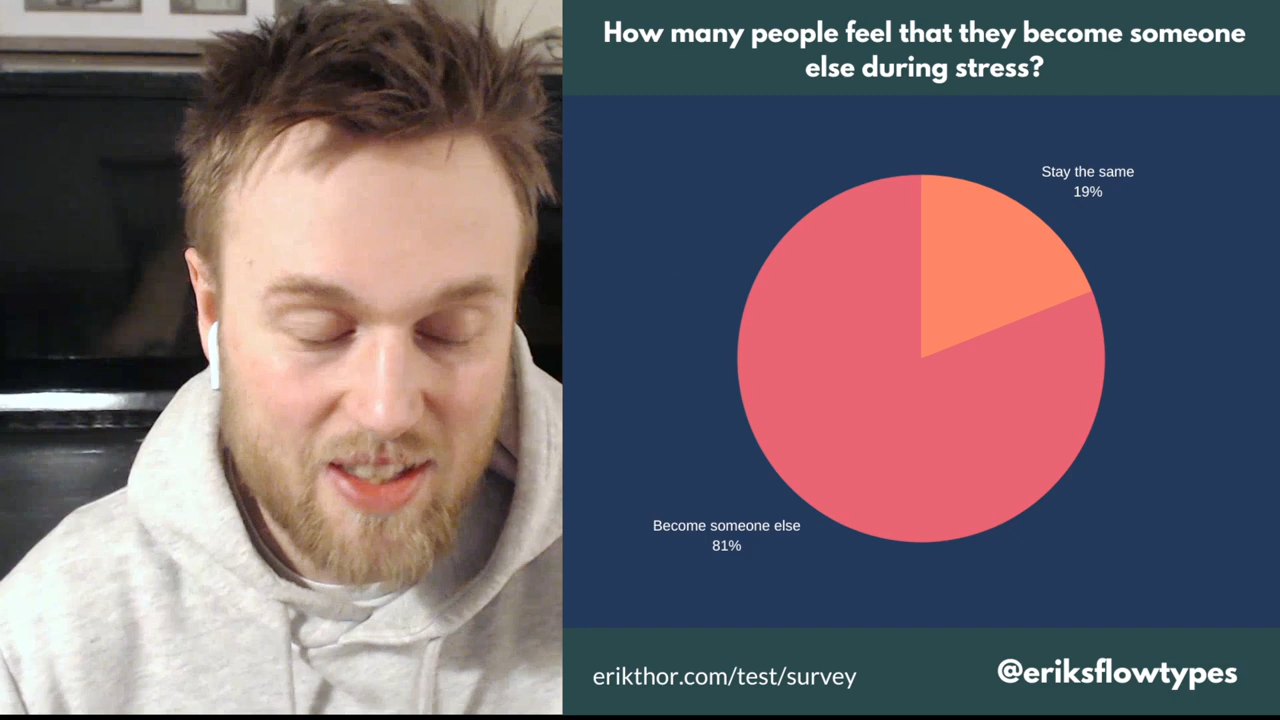 How many people feel that they become someone
else during stress?
Stay the same
19%
Become someone else
81%
erikthor.com/test/survey
@eriksflowtypes